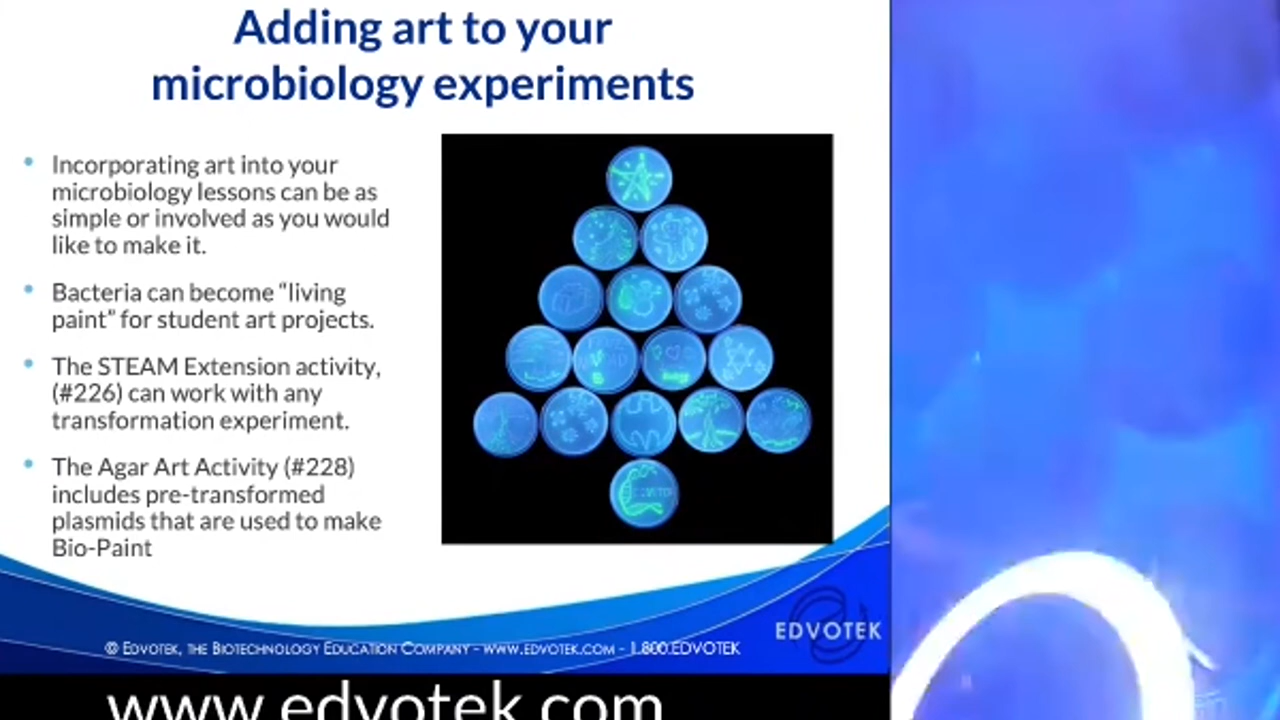 Adding art to your
microbiology experiments
• Incorporating art into your
microbiology lessons can be as
simple or involved as you would
like to make it.
• Bacteria can become “living
paint” for student art projects.
• The STEAM Extension activity,
(#226) can work with any
transformation experiment.
• The Agar Art Activity (#228)
includes pre-transformed
plasmids that are used to make
Bio-Paint
EDVOTEK
© EDVOTEK, THE BIOTECHNOLOGY EDUCATION COMPANY - WWW.EDVOTEK.COM - 1.800.EDVOTEK
www.edvotek.com